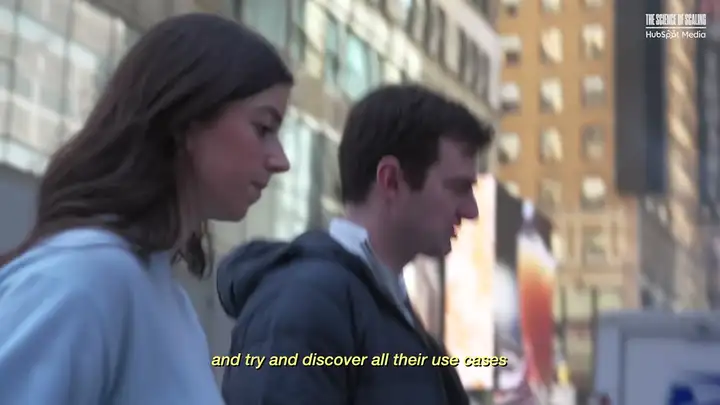 THE SCIENCE OF SCALING
HubSpot Media
and try and discover all their use cases